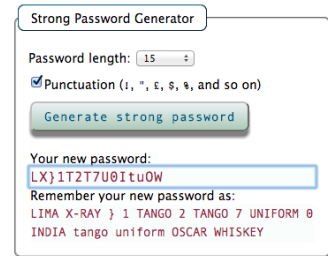 Strong Password Generator
Password length: 15
Punctuation (!, ", £, $, %, and so on)
Generate strong password
Your new password:
LX}1T2T7U0ItuOW
Remember your new password as:
LIMA X-RAY } 1 TANGO 2 TANGO 7 UNIFORM 0
INDIA tango uniform OSCAR WHISKEY